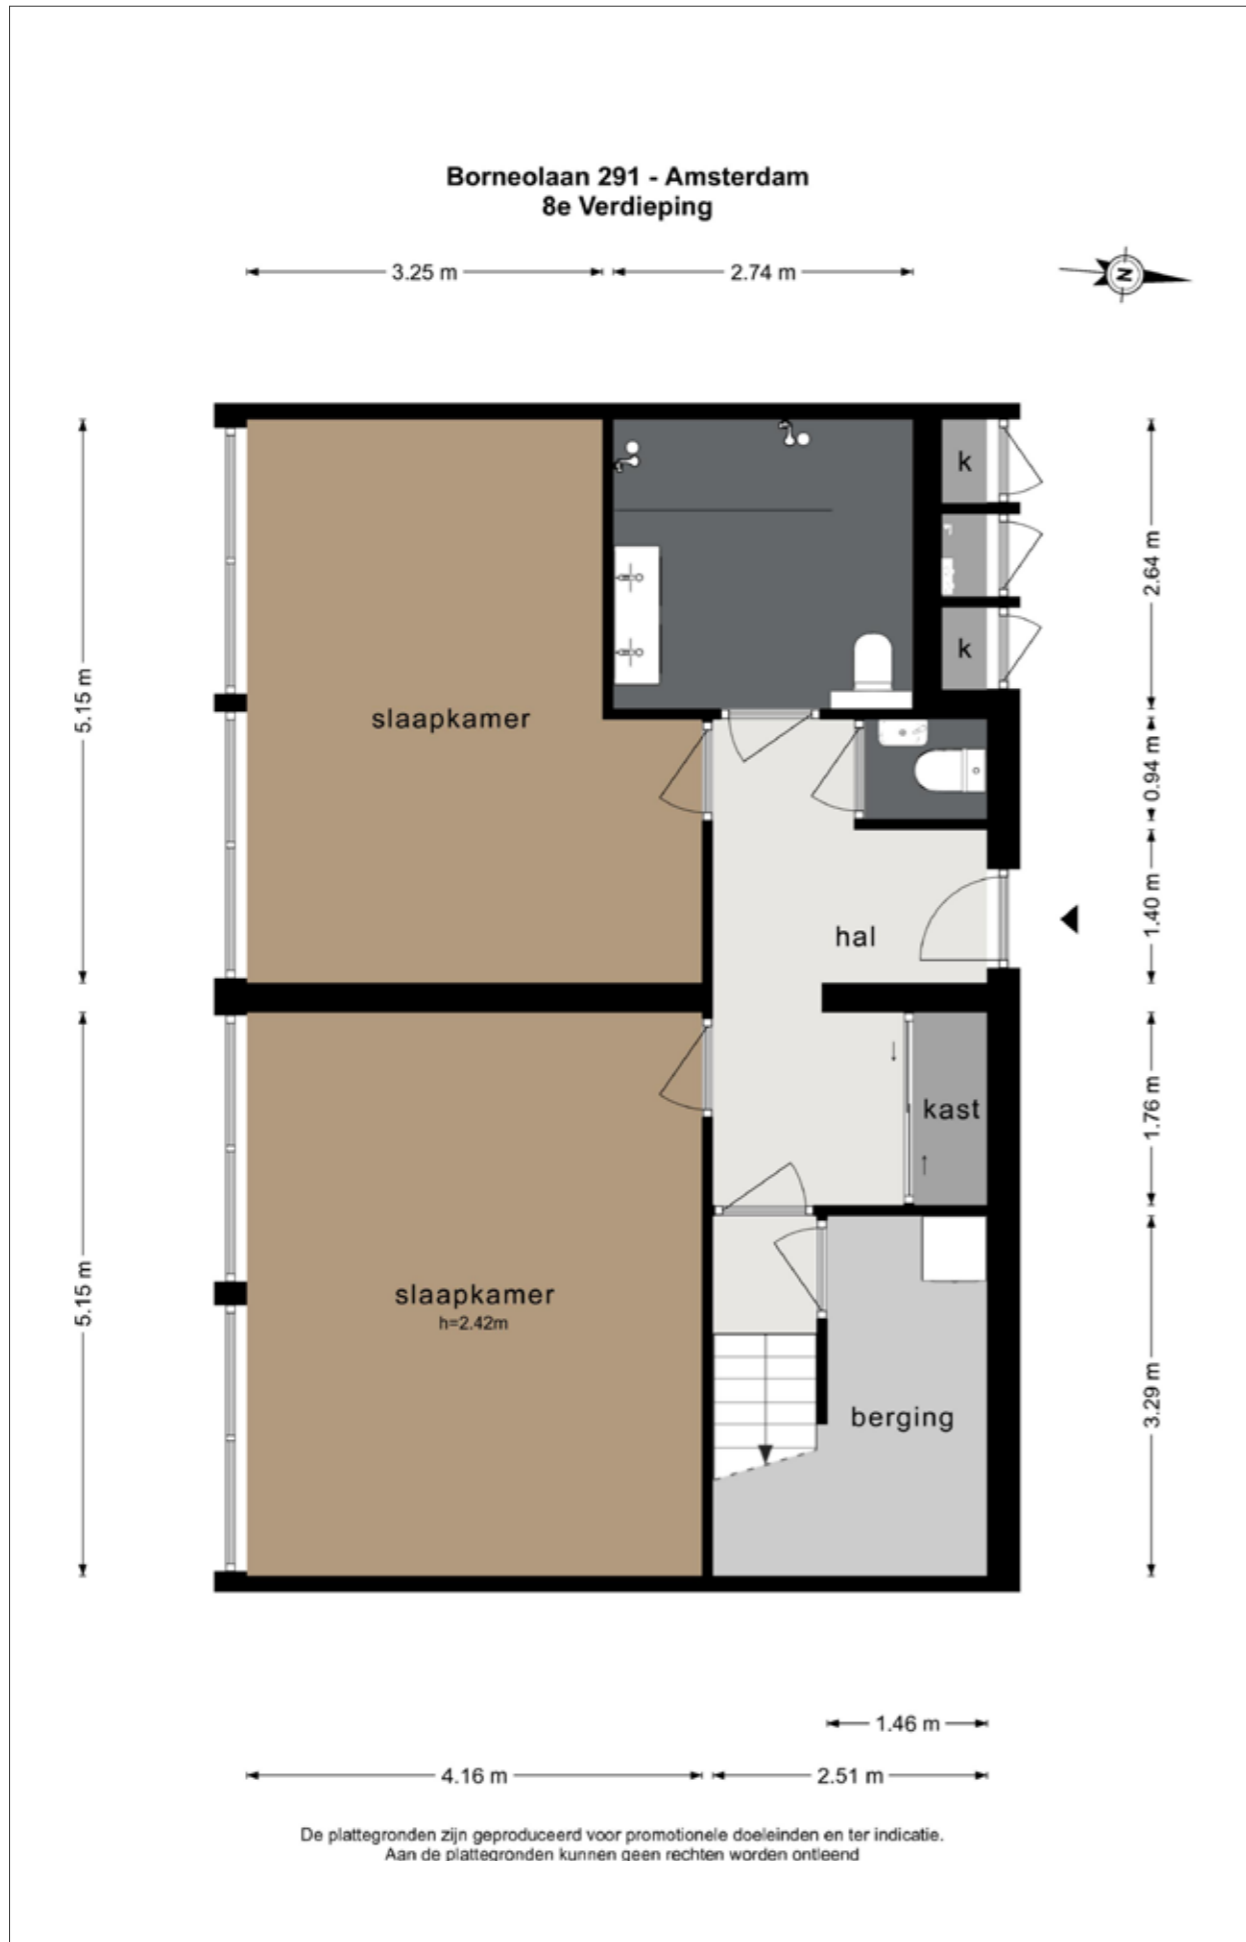 Borneolaan 291 - Amsterdam
8e Verdieping
3.25 m
2.74 m
N
k
k
2.64 m
5.15 m
slaapkamer
0.94 m
1.40 m
hal
kast
1.76 m
5.15 m
slaapkamer
h=2.42m
berging
3.29 m
1.46 m
4.16 m
2.51 m
De plattegronden zijn geproduceerd voor promotionele doeleinden en ter indicatie.
Aan de plattegronden kunnen geen rechten worden ontleend